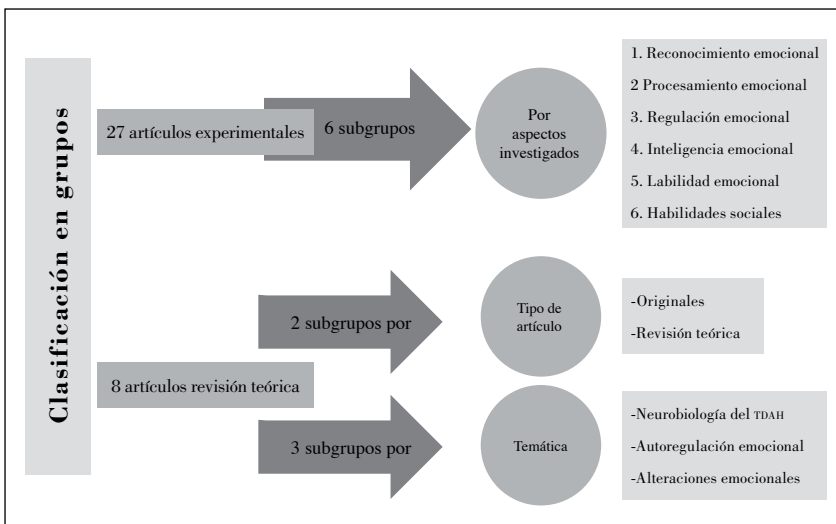 Clasificación en grupos
27 artículos experimentales
6 subgrupos
Por
aspectos
investigados
1. Reconocimiento emocional
2 Procesamiento emocional
3. Regulación emocional
4. Inteligencia emocional
5. Labilidad emocional
6. Habilidades sociales
8 artículos revisión teórica
2 subgrupos por
Tipo de
artículo
-Originales
-Revisión teórica
3 subgrupos por
Temática
-Neurobiología del TDAH
-Autoregulación emocional
-Alteraciones emocionales